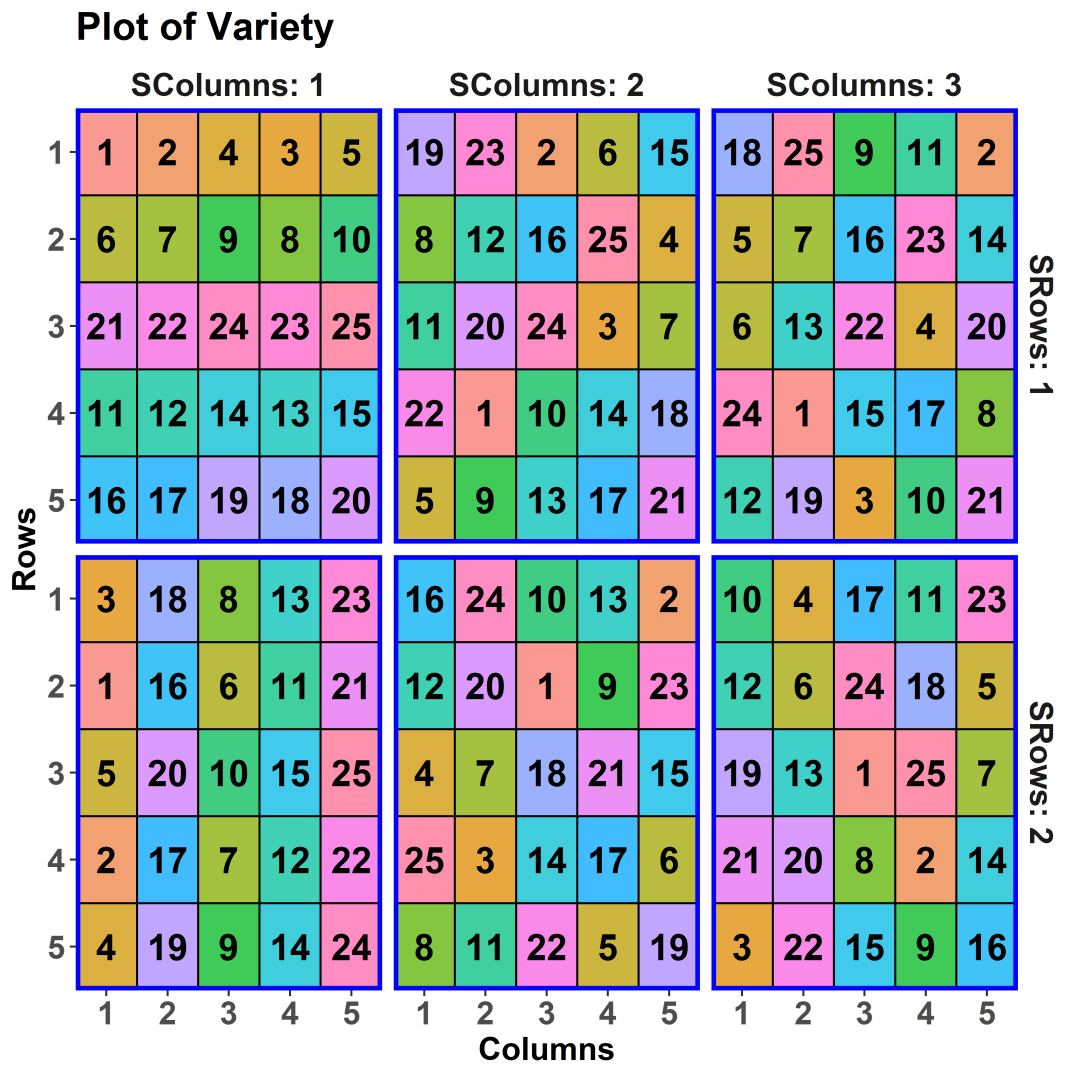 Plot of Variety
SColumns: 1 SColumns: 2 SColumns: 3
1 1 2 4 3 5 19 23 2 6 15 18 25 9 11 2
2 6 7 9 8 10 8 12 16 25 4 5 7 16 23 14
3 21 22 24 23 25 11 20 24 3 7 6 13 22 4 20
4 11 12 14 13 15 22 1 10 14 18 24 1 15 17 8
5 16 17 19 18 20 5 9 13 17 21 12 19 3 10 21
SRows: 1
Rows
1 3 18 8 13 23 16 24 10 13 2 10 4 17 11 23
2 1 16 6 11 21 12 20 1 9 23 12 6 24 18 5
3 5 20 10 15 25 4 7 18 21 15 19 13 1 25 7
4 2 17 7 12 22 25 3 14 17 6 21 20 8 2 14
5 4 19 9 14 24 8 11 22 5 19 3 22 15 9 16
SRows: 2
1 2 3 4 5 1 2 3 4 5 1 2 3 4 5
Columns